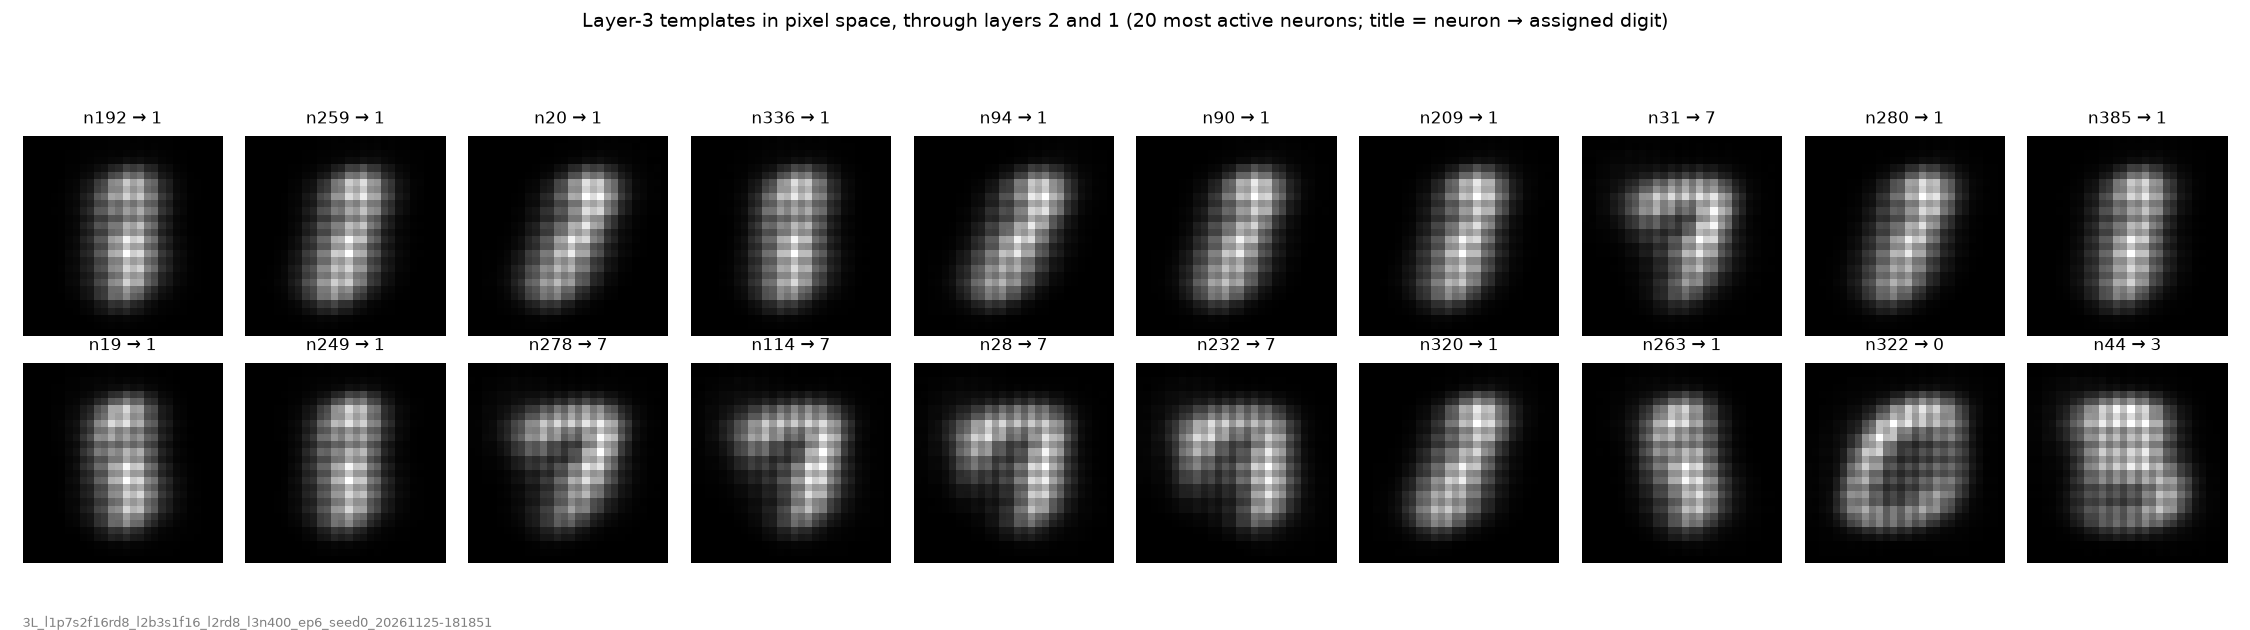 Layer-3 templates in pixel space, through layers 2 and 1 (20 most active neurons; title = neuron → assigned digit)
n192 → 1 n259 → 1 n20 → 1 n336 → 1 n94 → 1 n90 → 1 n209 → 1 n31 → 7 n280 → 1 n385 → 1
n19 → 1 n249 → 1 n278 → 7 n114 → 7 n28 → 7 n232 → 7 n320 → 1 n263 → 1 n322 → 0 n44 → 3
3L_l1p7s2f16rd8_l2b3s1f16_l2rd8_l3n400_ep6_seed0_20261125-181851